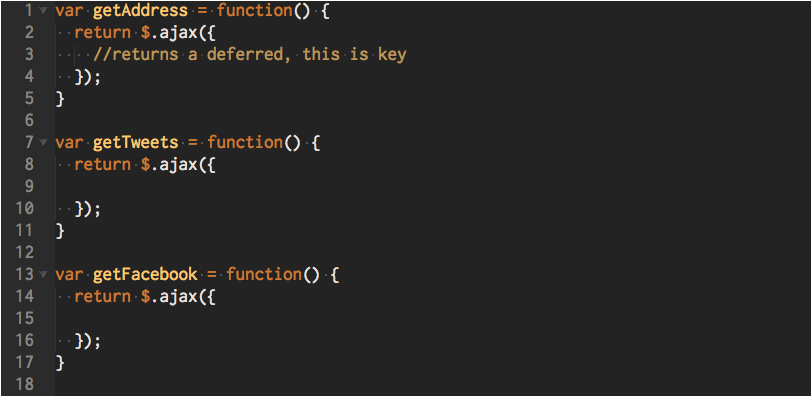 1 var getAddress = function() {
2   return $.ajax({
3     //returns a deferred, this is key
4   });
5 }
6
7 var getTweets = function() {
8   return $.ajax({
9
10   });
11 }
12
13 var getFacebook = function() {
14   return $.ajax({
15
16   });
17 }
18